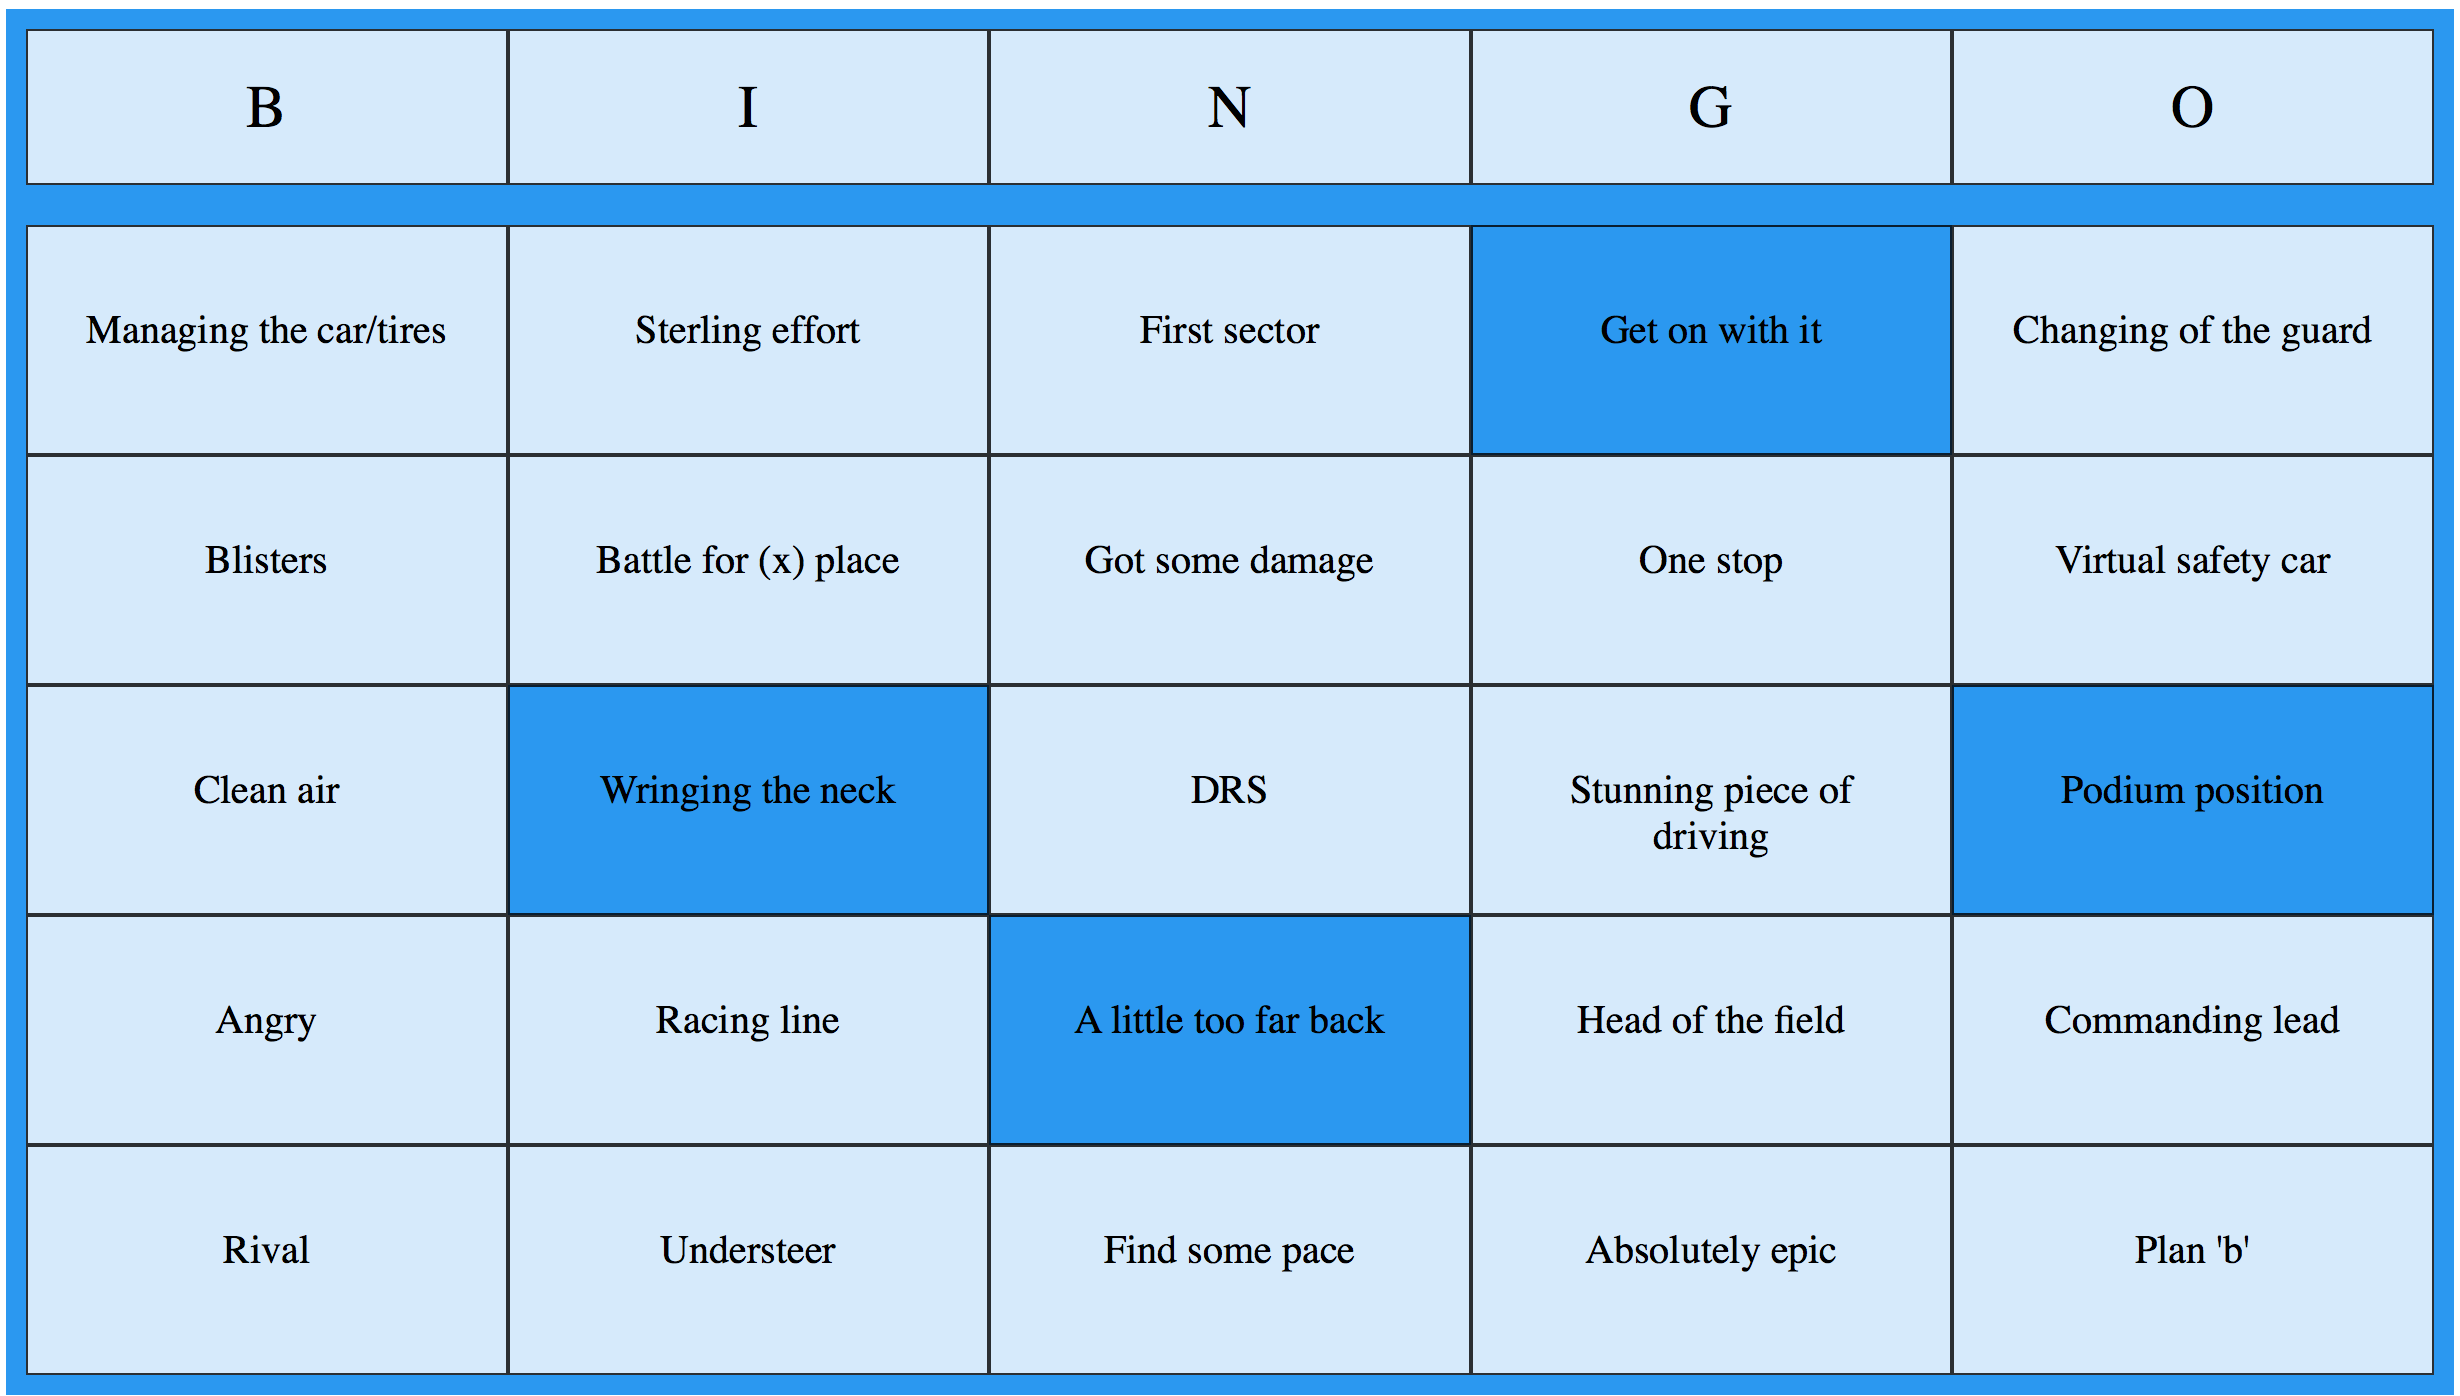 B I N G O
Managing the car/tires Sterling effort First sector Get on with it Changing of the guard
Blisters Battle for (x) place Got some damage One stop Virtual safety car
Clean air Wringing the neck DRS Stunning piece of driving Podium position
Angry Racing line A little too far back Head of the field Commanding lead
Rival Understeer Find some pace Absolutely epic Plan 'b'